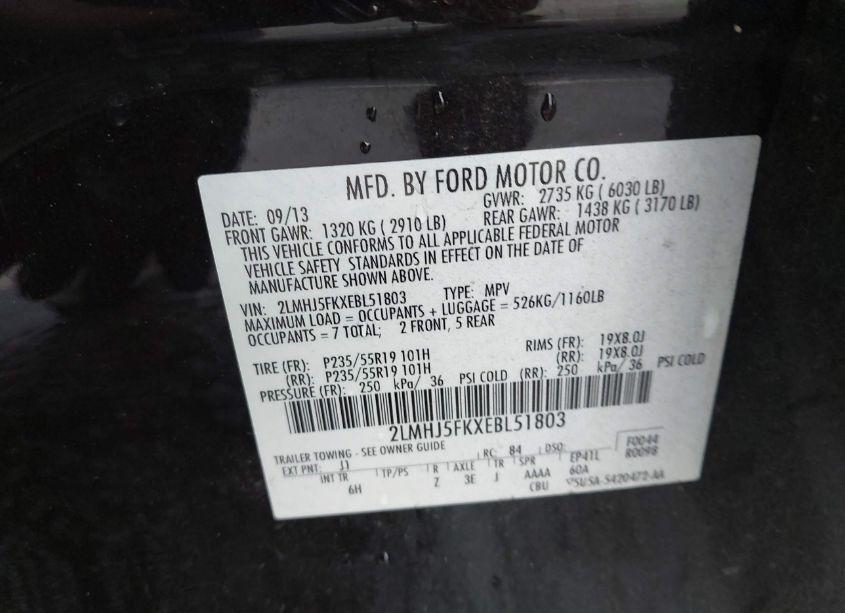 MFD. BY FORD MOTOR CO.
DATE: 09/13 GVWR: 2735 KG ( 6030 LB)
FRONT GAWR: 1320 KG ( 2910 LB) REAR GAWR: 1438 KG ( 3170 LB)
THIS VEHICLE CONFORMS TO ALL APPLICABLE FEDERAL MOTOR
VEHICLE SAFETY STANDARDS IN EFFECT ON THE DATE OF
MANUFACTURE SHOWN ABOVE.
VIN: 2LMHJ5FKXEBL51803 TYPE: MPV
MAXIMUM LOAD = OCCUPANTS + LUGGAGE = 526KG/1160LB
OCCUPANTS = 7 TOTAL; 2 FRONT, 5 REAR
TIRE (FR): P235/55R19 101H RIMS (FR): 19X8.0J
(RR): P235/55R19 101H (RR): 19X8.0J
PRESSURE (FR): 250 kPa/ 36 PSI COLD (RR): 250 kPa/ 36 PSI COLD
2LMHJ5FKXEBL51803
TRAILER TOWING - SEE OWNER GUIDE RC: 84 DSO: F0044
EXT PNT: J1 EP41L R0098
INT TR TP/PS R AXLE TR SPR 60A
6H Z 3E J AAAA
CBU 5U5A-5420472-AA